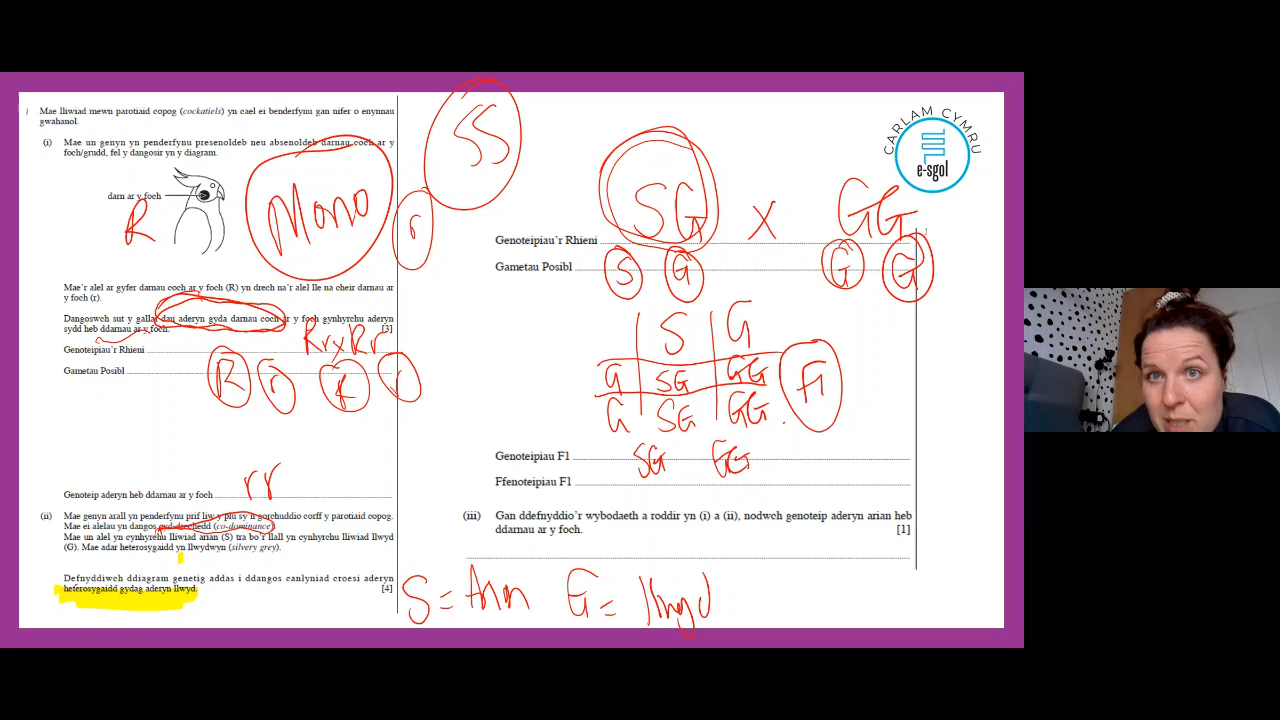 Mae lliwiad mewn parotiaid copog (cockatiels) yn cael ei benderfynu gan nifer o enynnau
gwahanol.
(i) Mae un genyn yn penderfynu presenoldeb neu absenoldeb darnau coch ar y
foch/grudd, fel y dangosir yn y diagram.
darn ar y foch
R
Mono
r
SS
Mae'r alel ar gyfer darnau coch ar y foch (R) yn drech na'r alel lle na cheir darnau ar
y foch (r).
Dangoswch sut y gallai dau aderyn gyda darnau coch ar y foch gynhyrchu aderyn
sydd heb ddarnau ar y foch. [3]
Rr x Rr
Genoteipiau'r Rhieni
Gametau Posibl
R r R r
rr
Genoteip aderyn heb ddarnau ar y foch
(ii) Mae genyn arall yn penderfynu prif liw y plu sy'n gorchuddio corff y parotiaid copog.
Mae ei alelau yn dangos cyd-drechedd (co-dominance).
Mae un alel yn cynhyrchu lliwiad arian (S) tra bo'r llall yn cynhyrchu lliwiad llwyd
(G). Mae adar heterosygaidd yn llwydwyn (silvery grey).
Defnyddiwch ddiagram genetig addas i ddangos canlyniad croesi aderyn
heterosygaidd gydag aderyn llwyd. [4]
SG x GG
Genoteipiau'r Rhieni
Gametau Posibl
S G G G
S G
G SG GG
G SG GG
F1
Genoteipiau F1
SG GG
Ffenoteipiau F1
(iii) Gan ddefnyddio'r wybodaeth a roddir yn (i) a (ii), nodwch genoteip aderyn arian heb
ddarnau ar y foch. [1]
S = Arian G = llwyd
CARLAM CYMRU
e-sgol